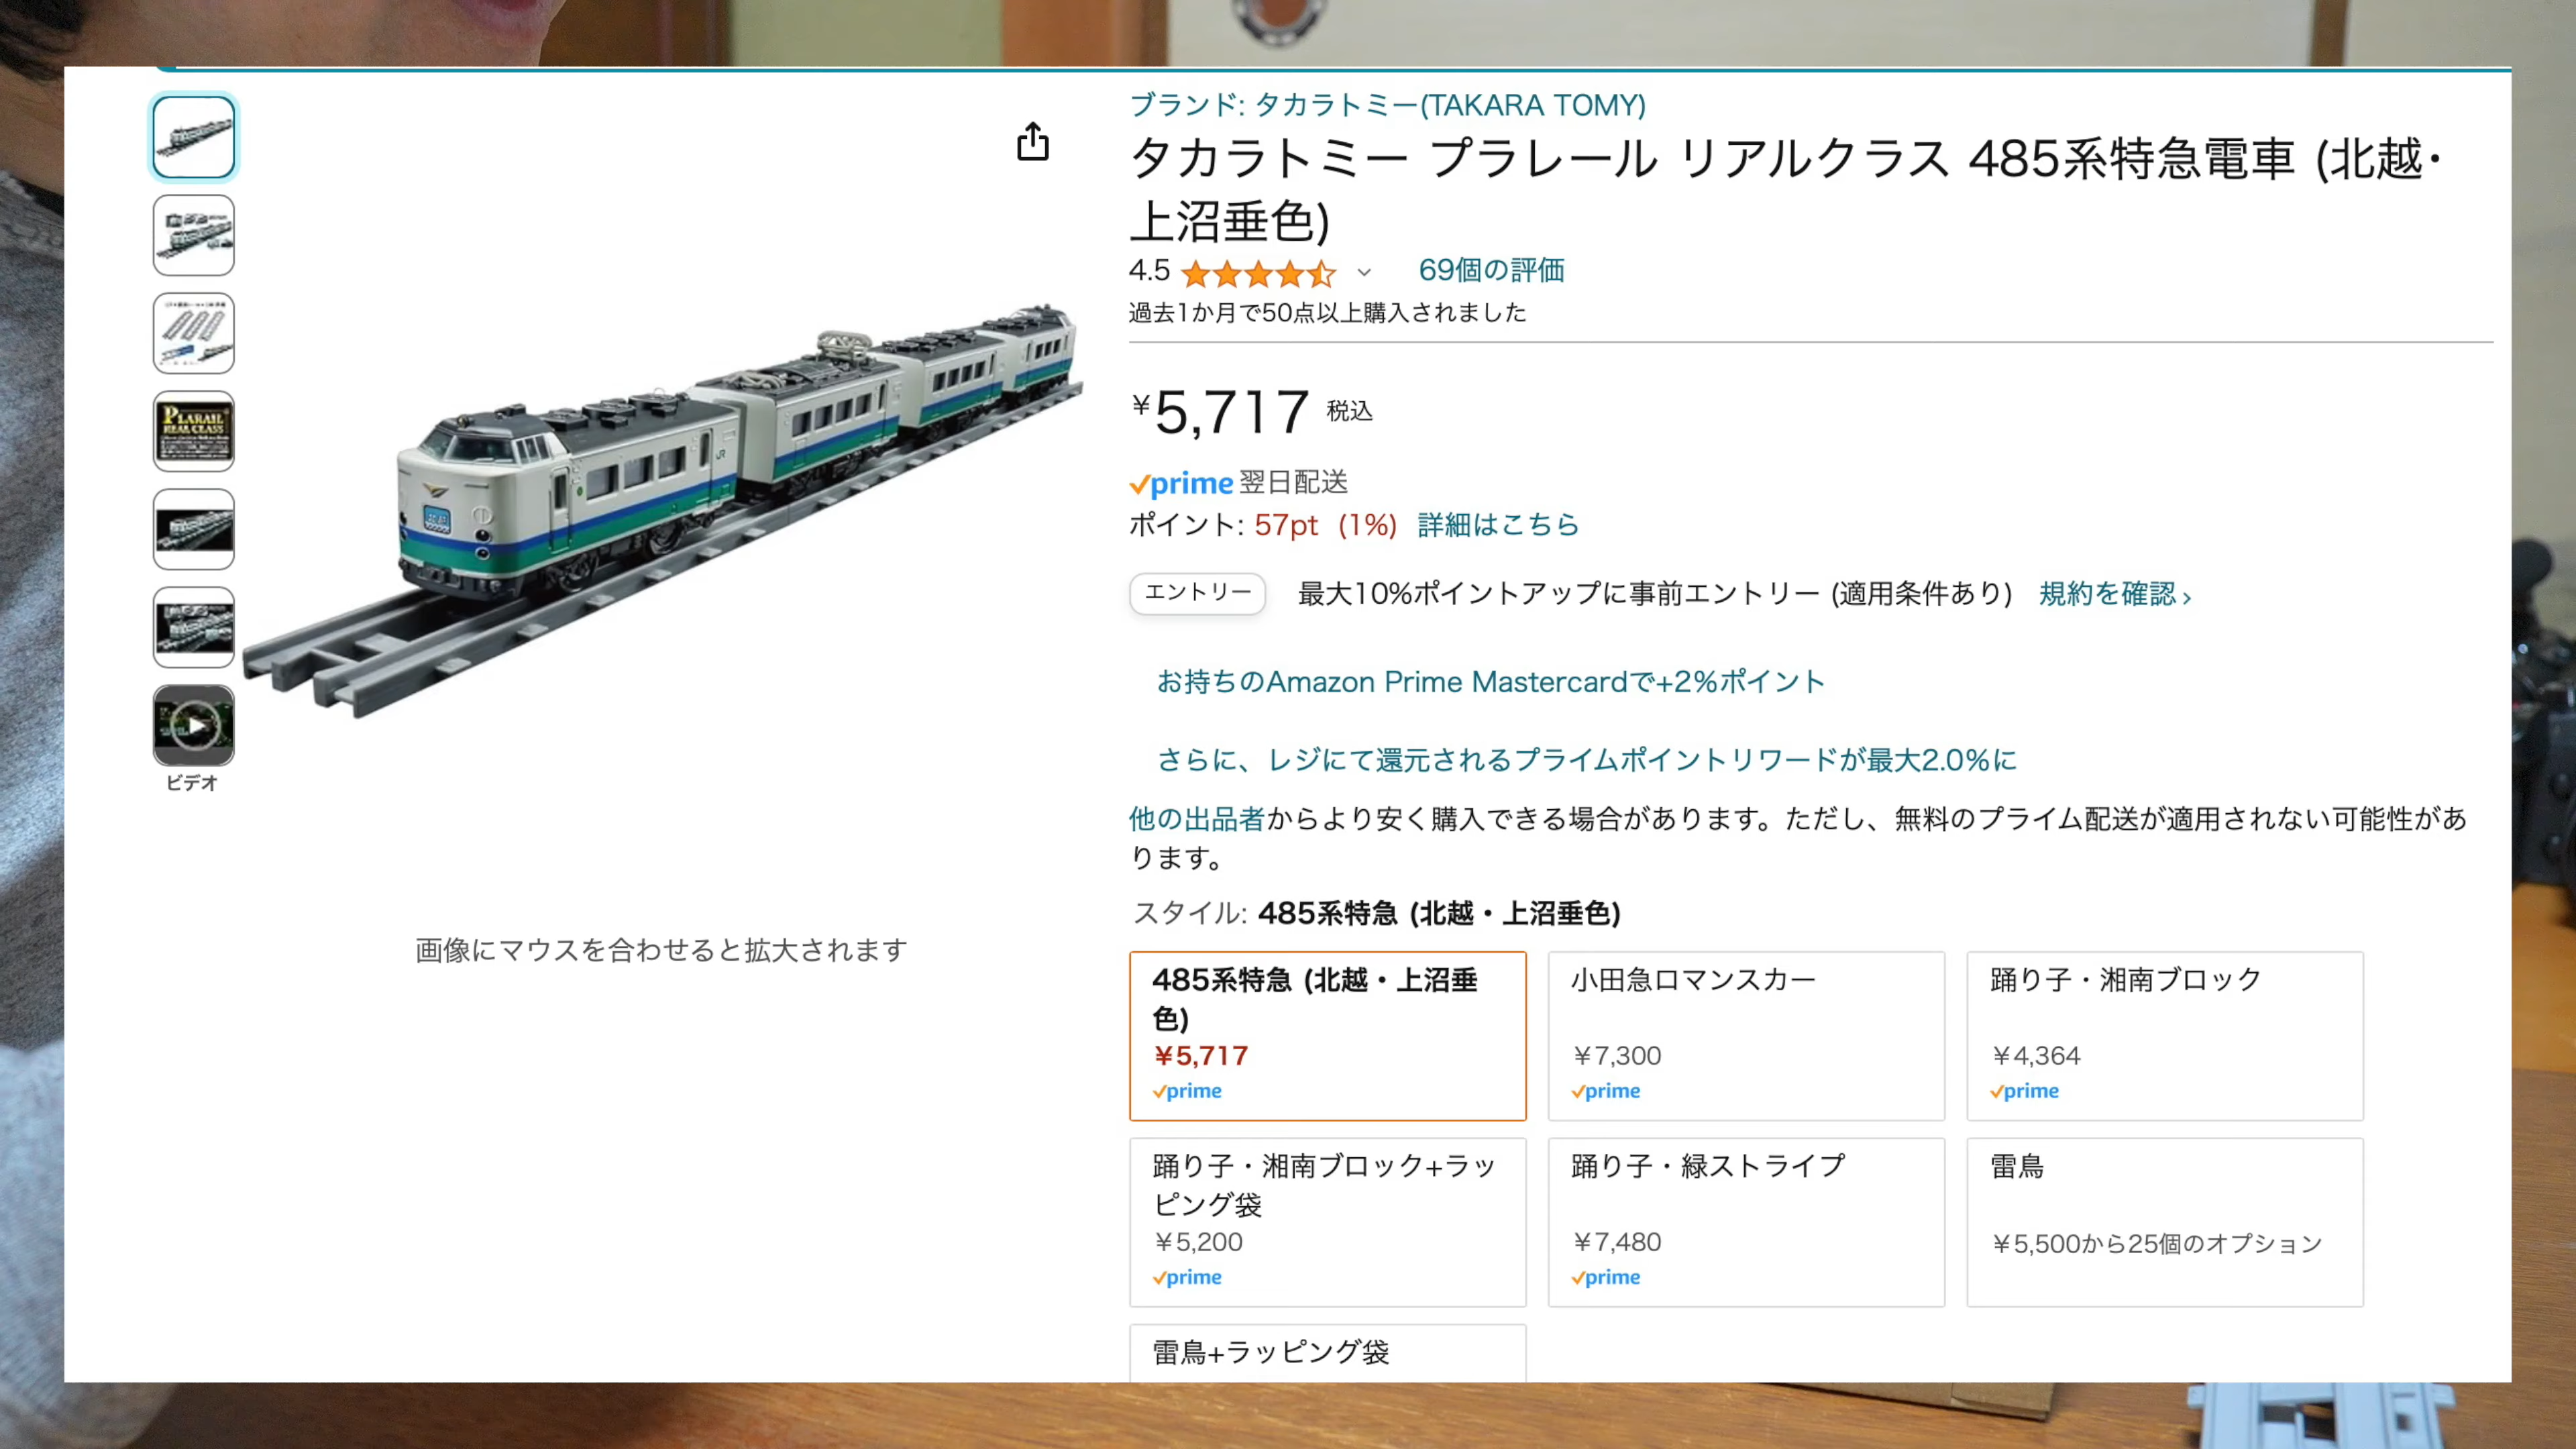 ブランド: タカラトミー(TAKARA TOMY)
タカラトミー プラレール リアルクラス 485系特急電車 (北越・
上沼垂色)
4.5
69個の評価
過去1か月で50点以上購入されました
¥5,717 税込
prime 翌日配送
ポイント: 57pt (1%) 詳細はこちら
エントリー 最大10%ポイントアップに事前エントリー (適用条件あり) 規約を確認 ›
お持ちのAmazon Prime Mastercardで+2%ポイント
さらに、レジにて還元されるプライムポイントリワードが最大2.0%に
他の出品者からより安く購入できる場合があります。ただし、無料のプライム配送が適用されない可能性があ
ります。
スタイル: 485系特急 (北越・上沼垂色)
485系特急 (北越・上沼垂
色)
¥5,717
prime
小田急ロマンスカー
¥7,300
prime
踊り子・湘南ブロック
¥4,364
prime
踊り子・湘南ブロック+ラッ
ピング袋
¥5,200
prime
踊り子・緑ストライプ
¥7,480
prime
雷鳥
¥5,500から25個のオプション
雷鳥+ラッピング袋
PLARAIL
REAL CLASS
ビデオ
JR
画像にマウスを合わせると拡大されます